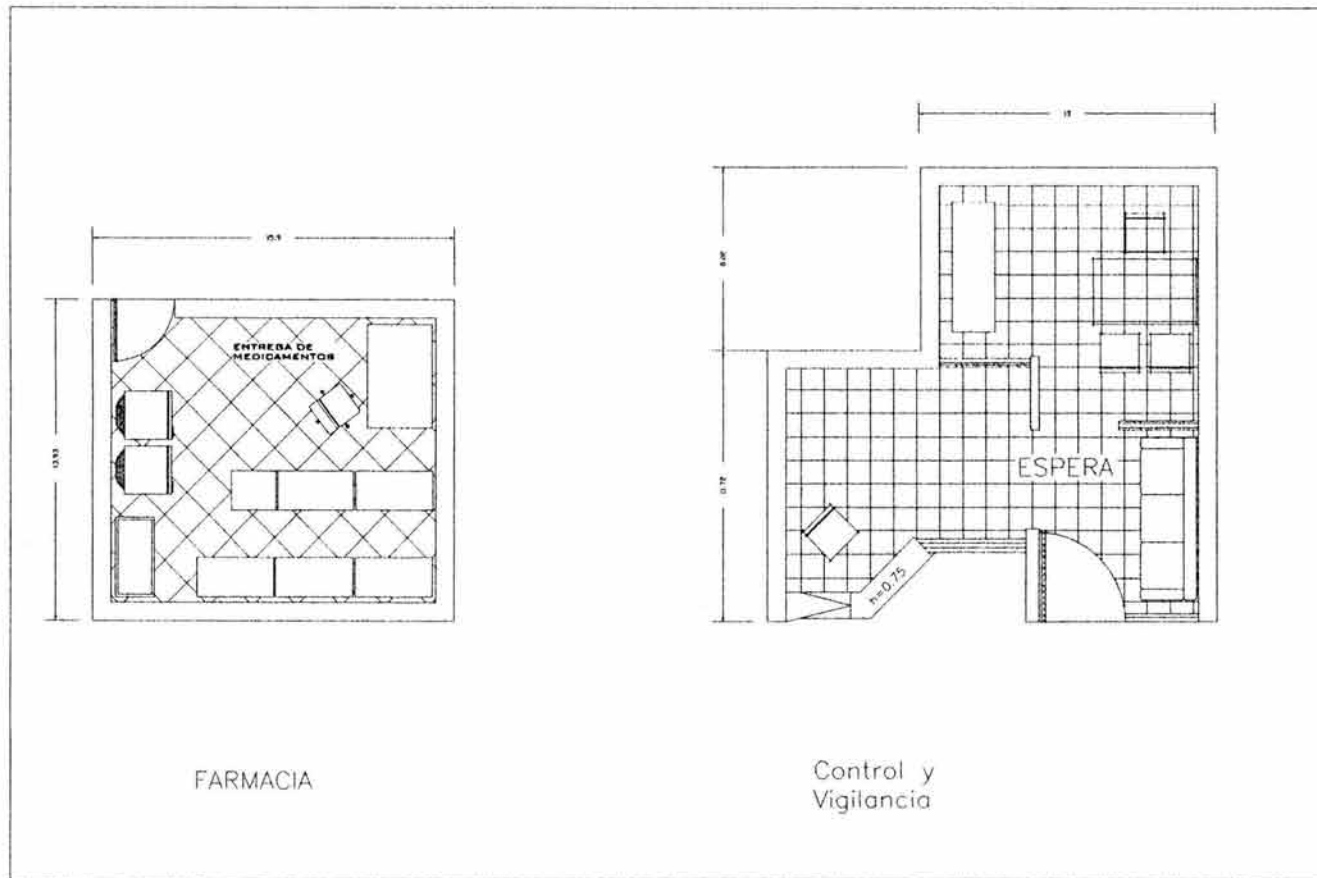 ENTREGA DE
MEDICAMENTOS
FARMACIA
ESPERA
h=0.75
Control y
Vigilancia